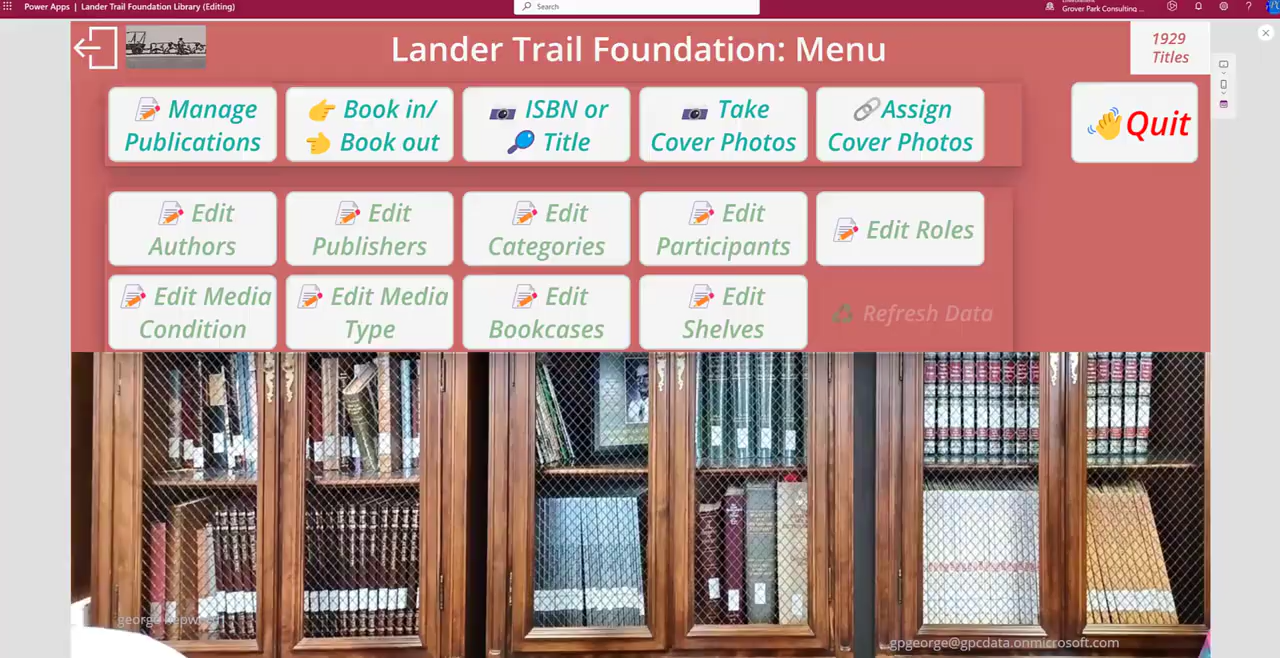 Power Apps | Lander Trail Foundation Library (Editing)
Search
Grover Park Consulting ...
Lander Trail Foundation: Menu
1929
Titles
Manage
Publications
Book in/
Book out
ISBN or
Title
Take
Cover Photos
Assign
Cover Photos
Quit
Edit
Authors
Edit
Publishers
Edit
Categories
Edit
Participants
Edit Roles
Edit Media
Condition
Edit Media
Type
Edit
Bookcases
Edit
Shelves
Refresh Data
george
gpgeorge@gpcdata.onmicrosoft.com